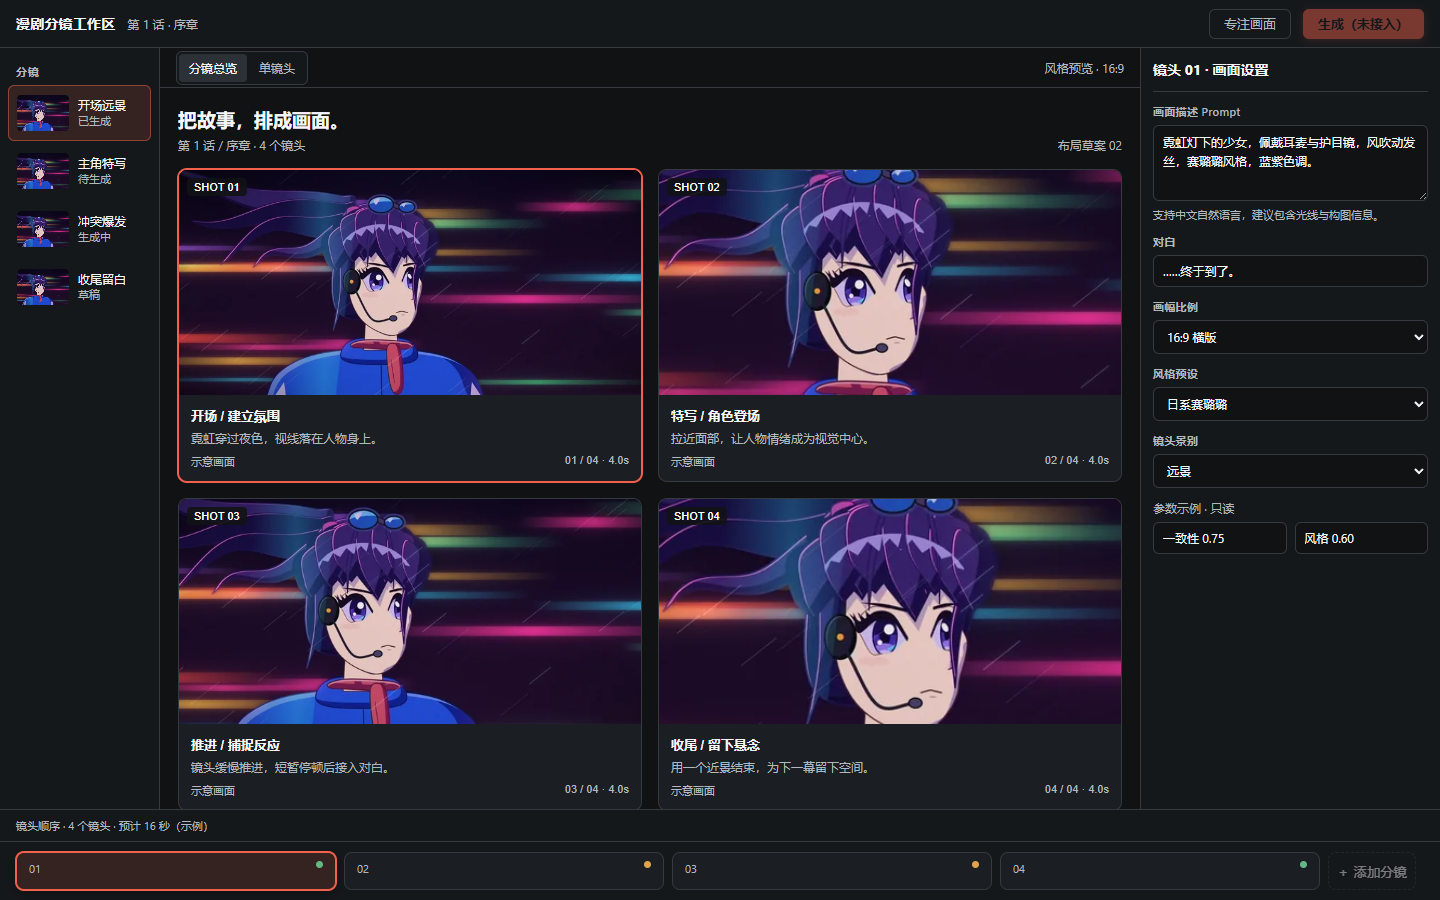 漫剧分镜工作区 第 1 话 · 序章
专注画面
生成（未接入）
分镜
开场远景
已生成
主角特写
待生成
冲突爆发
生成中
收尾留白
草稿
分镜总览
单镜头
风格预览 · 16:9
把故事，排成画面。
第 1 话 / 序章 · 4 个镜头
布局草案 02
SHOT 01
开场 / 建立氛围
霓虹穿过夜色，视线落在人物身上。
示意画面
01 / 04 · 4.0s
SHOT 02
特写 / 角色登场
拉近面部，让人物情绪成为视觉中心。
示意画面
02 / 04 · 4.0s
SHOT 03
推进 / 捕捉反应
镜头缓慢推进，短暂停顿后接入对白。
示意画面
03 / 04 · 4.0s
SHOT 04
收尾 / 留下悬念
用一个近景结束，为下一幕留下空间。
示意画面
04 / 04 · 4.0s
镜头 01 · 画面设置
画面描述 Prompt
霓虹灯下的少女，佩戴耳麦与护目镜，风吹动发
丝，赛璐璐风格，蓝紫色调。
支持中文自然语言，建议包含光线与构图信息。
对白
……终于到了。
画幅比例
16:9 横版
风格预设
日系赛璐璐
镜头景别
远景
参数示例 · 只读
一致性 0.75
风格 0.60
镜头顺序 · 4 个镜头 · 预计 16 秒（示例）
01
02
03
04
+ 添加分镜